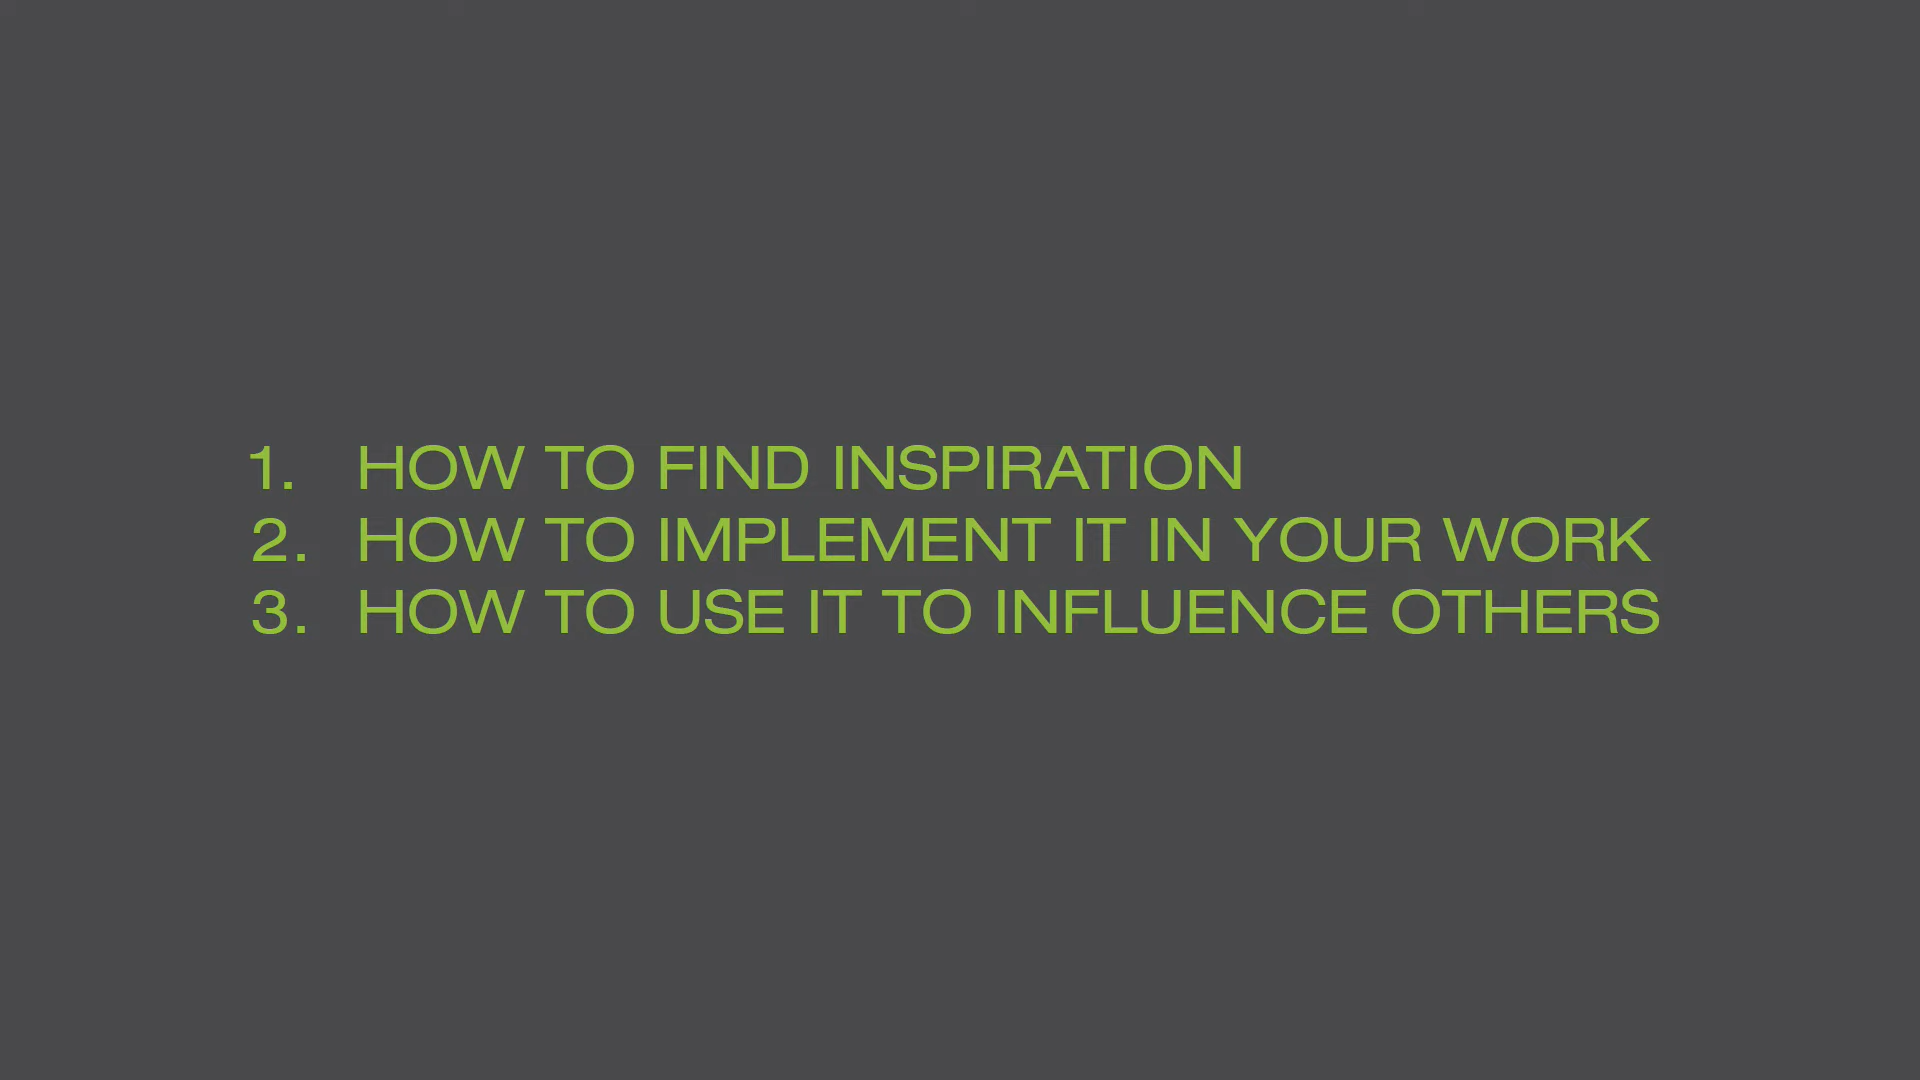 1. HOW TO FIND INSPIRATION
2. HOW TO IMPLEMENT IT IN YOUR WORK
3. HOW TO USE IT TO INFLUENCE OTHERS